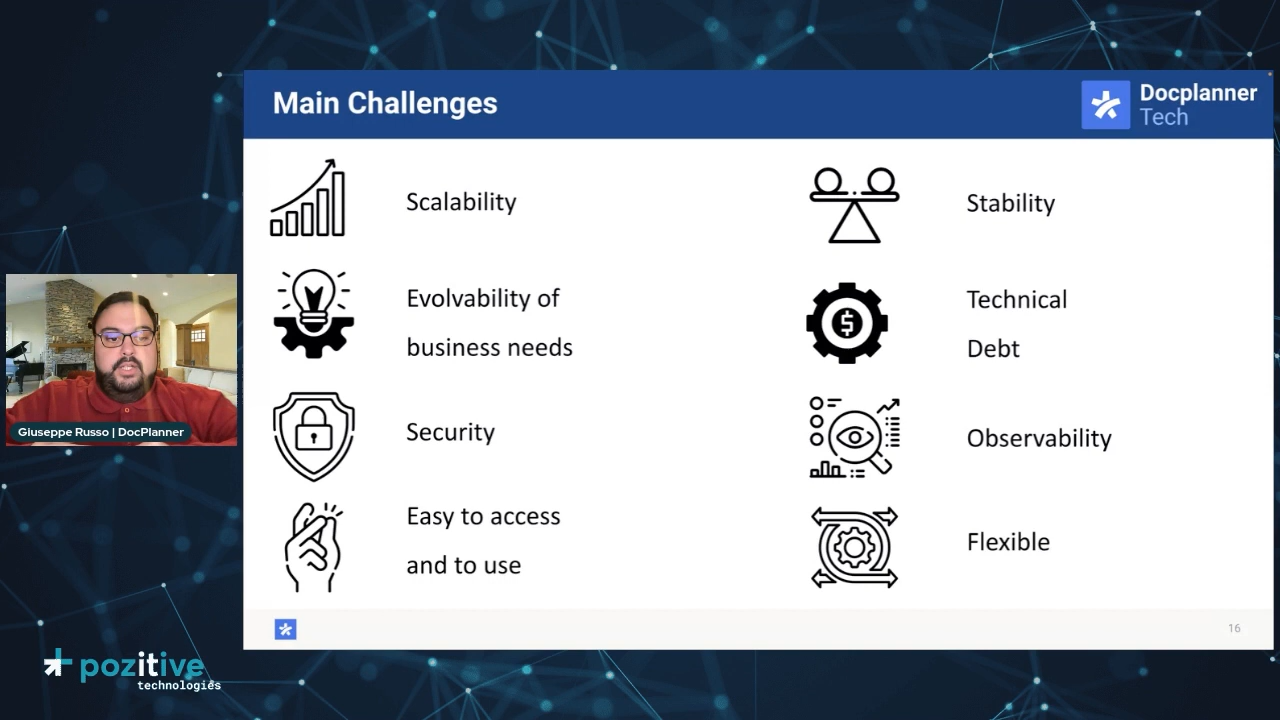 Main Challenges
Docplanner
Tech
Scalability
Stability
Evolvability of
business needs
Technical
Debt
Security
Observability
Easy to access
and to use
Flexible
16
Giuseppe Russo | DocPlanner
pozitive
technologies